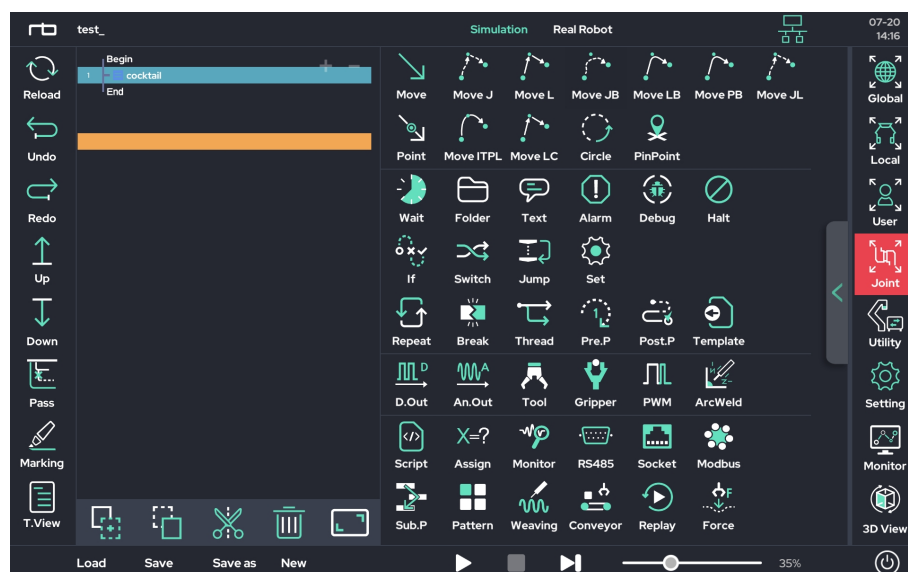 test_
Simulation Real Robot
07-20
14:16
Reload
Undo
Redo
Up
Down
Pass
Marking
T.View
Begin
1 cocktail
End
Move Move J Move L Move JB Move LB Move PB Move JL
Point Move ITPL Move LC Circle PinPoint
Wait Folder Text Alarm Debug Halt
If Switch Jump Set
Repeat Break Thread Pre.P Post.P Template
D A
D.Out An.Out Tool Gripper PWM ArcWeld
X=?
Script Assign Monitor RS485 Socket Modbus
F
Sub.P Pattern Weaving Conveyor Replay Force
Global
Local
User
Joint
Utility
Setting
Monitor
3D View
Load Save Save as New 35%